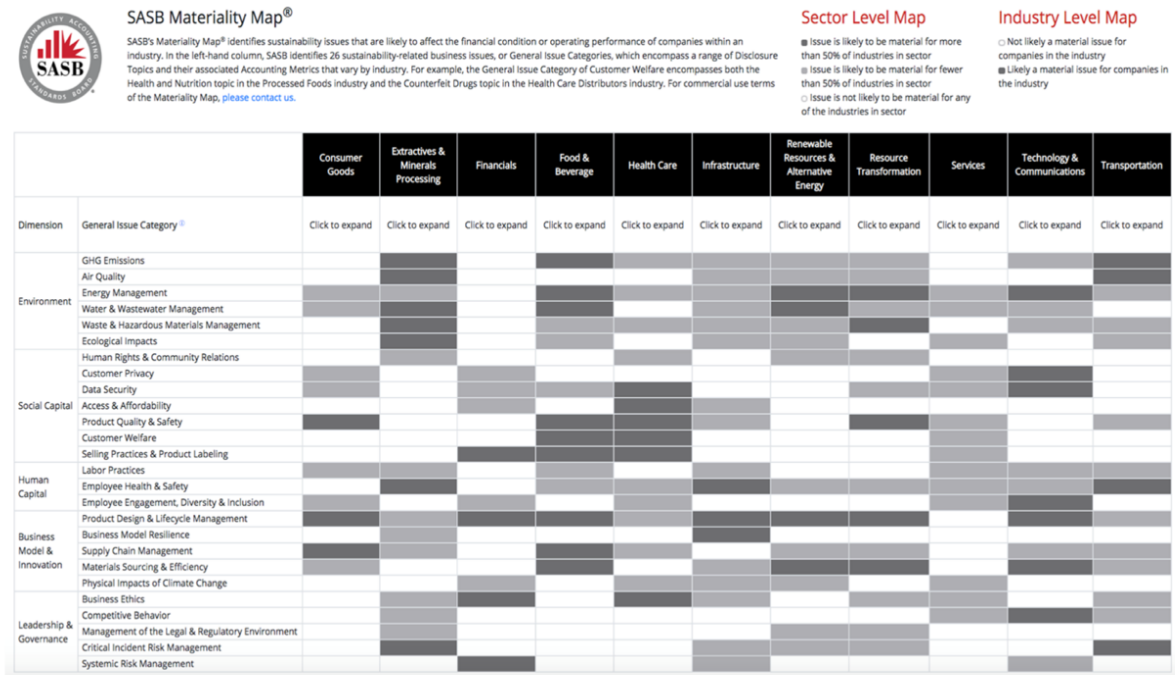 SUSTAINABILITY ACCOUNTING
SASB
STANDARDS BOARD
SASB Materiality Map®
SASB's Materiality Map® identifies sustainability issues that are likely to affect the financial condition or operating performance of companies within an
industry. In the left-hand column, SASB identifies 26 sustainability-related business issues, or General Issue Categories, which encompass a range of Disclosure
Topics and their associated Accounting Metrics that vary by industry. For example, the General Issue Category of Customer Welfare encompasses both the
Health and Nutrition topic in the Processed Foods industry and the Counterfeit Drugs topic in the Health Care Distributors industry. For commercial use terms
of the Materiality Map, please contact us.
Sector Level Map
Issue is likely to be material for more
than 50% of industries in sector
Issue is likely to be material for fewer
than 50% of industries in sector
Issue is not likely to be material for any
of the industries in sector
Industry Level Map
Not likely a material issue for
companies in the industry
Likely a material issue for companies in
the industry
Consumer
Goods
Extractives &
Minerals
Processing
Financials
Food &
Beverage
Health Care
Infrastructure
Renewable
Resources &
Alternative
Energy
Resource
Transformation
Services
Technology &
Communications
Transportation
Dimension
General Issue Category
Click to expand
Click to expand
Click to expand
Click to expand
Click to expand
Click to expand
Click to expand
Click to expand
Click to expand
Click to expand
Click to expand
Environment
GHG Emissions
Air Quality
Energy Management
Water & Wastewater Management
Waste & Hazardous Materials Management
Ecological Impacts
Social Capital
Human Rights & Community Relations
Customer Privacy
Data Security
Access & Affordability
Product Quality & Safety
Customer Welfare
Selling Practices & Product Labeling
Human
Capital
Labor Practices
Employee Health & Safety
Employee Engagement, Diversity & Inclusion
Business
Model &
Innovation
Product Design & Lifecycle Management
Business Model Resilience
Supply Chain Management
Materials Sourcing & Efficiency
Physical Impacts of Climate Change
Leadership &
Governance
Business Ethics
Competitive Behavior
Management of the Legal & Regulatory Environment
Critical Incident Risk Management
Systemic Risk Management